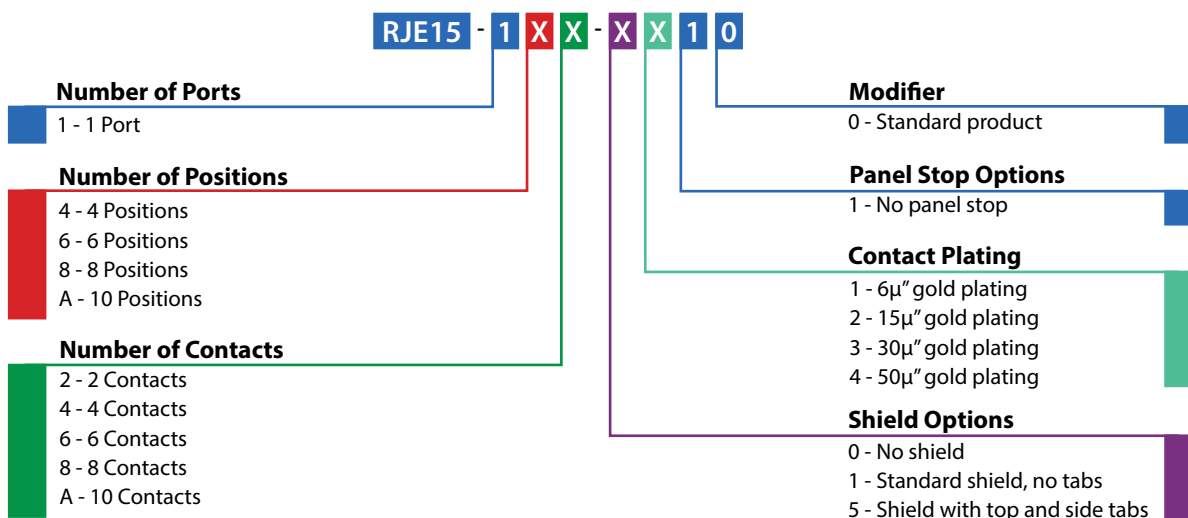 RJE15 - 1 X X - X X 1 0
Number of Ports
1 - 1 Port
Number of Positions
4 - 4 Positions
6 - 6 Positions
8 - 8 Positions
A - 10 Positions
Number of Contacts
2 - 2 Contacts
4 - 4 Contacts
6 - 6 Contacts
8 - 8 Contacts
A - 10 Contacts
Modifier
0 - Standard product
Panel Stop Options
1 - No panel stop
Contact Plating
1 - 6µ” gold plating
2 - 15µ” gold plating
3 - 30µ” gold plating
4 - 50µ” gold plating
Shield Options
0 - No shield
1 - Standard shield, no tabs
5 - Shield with top and side tabs